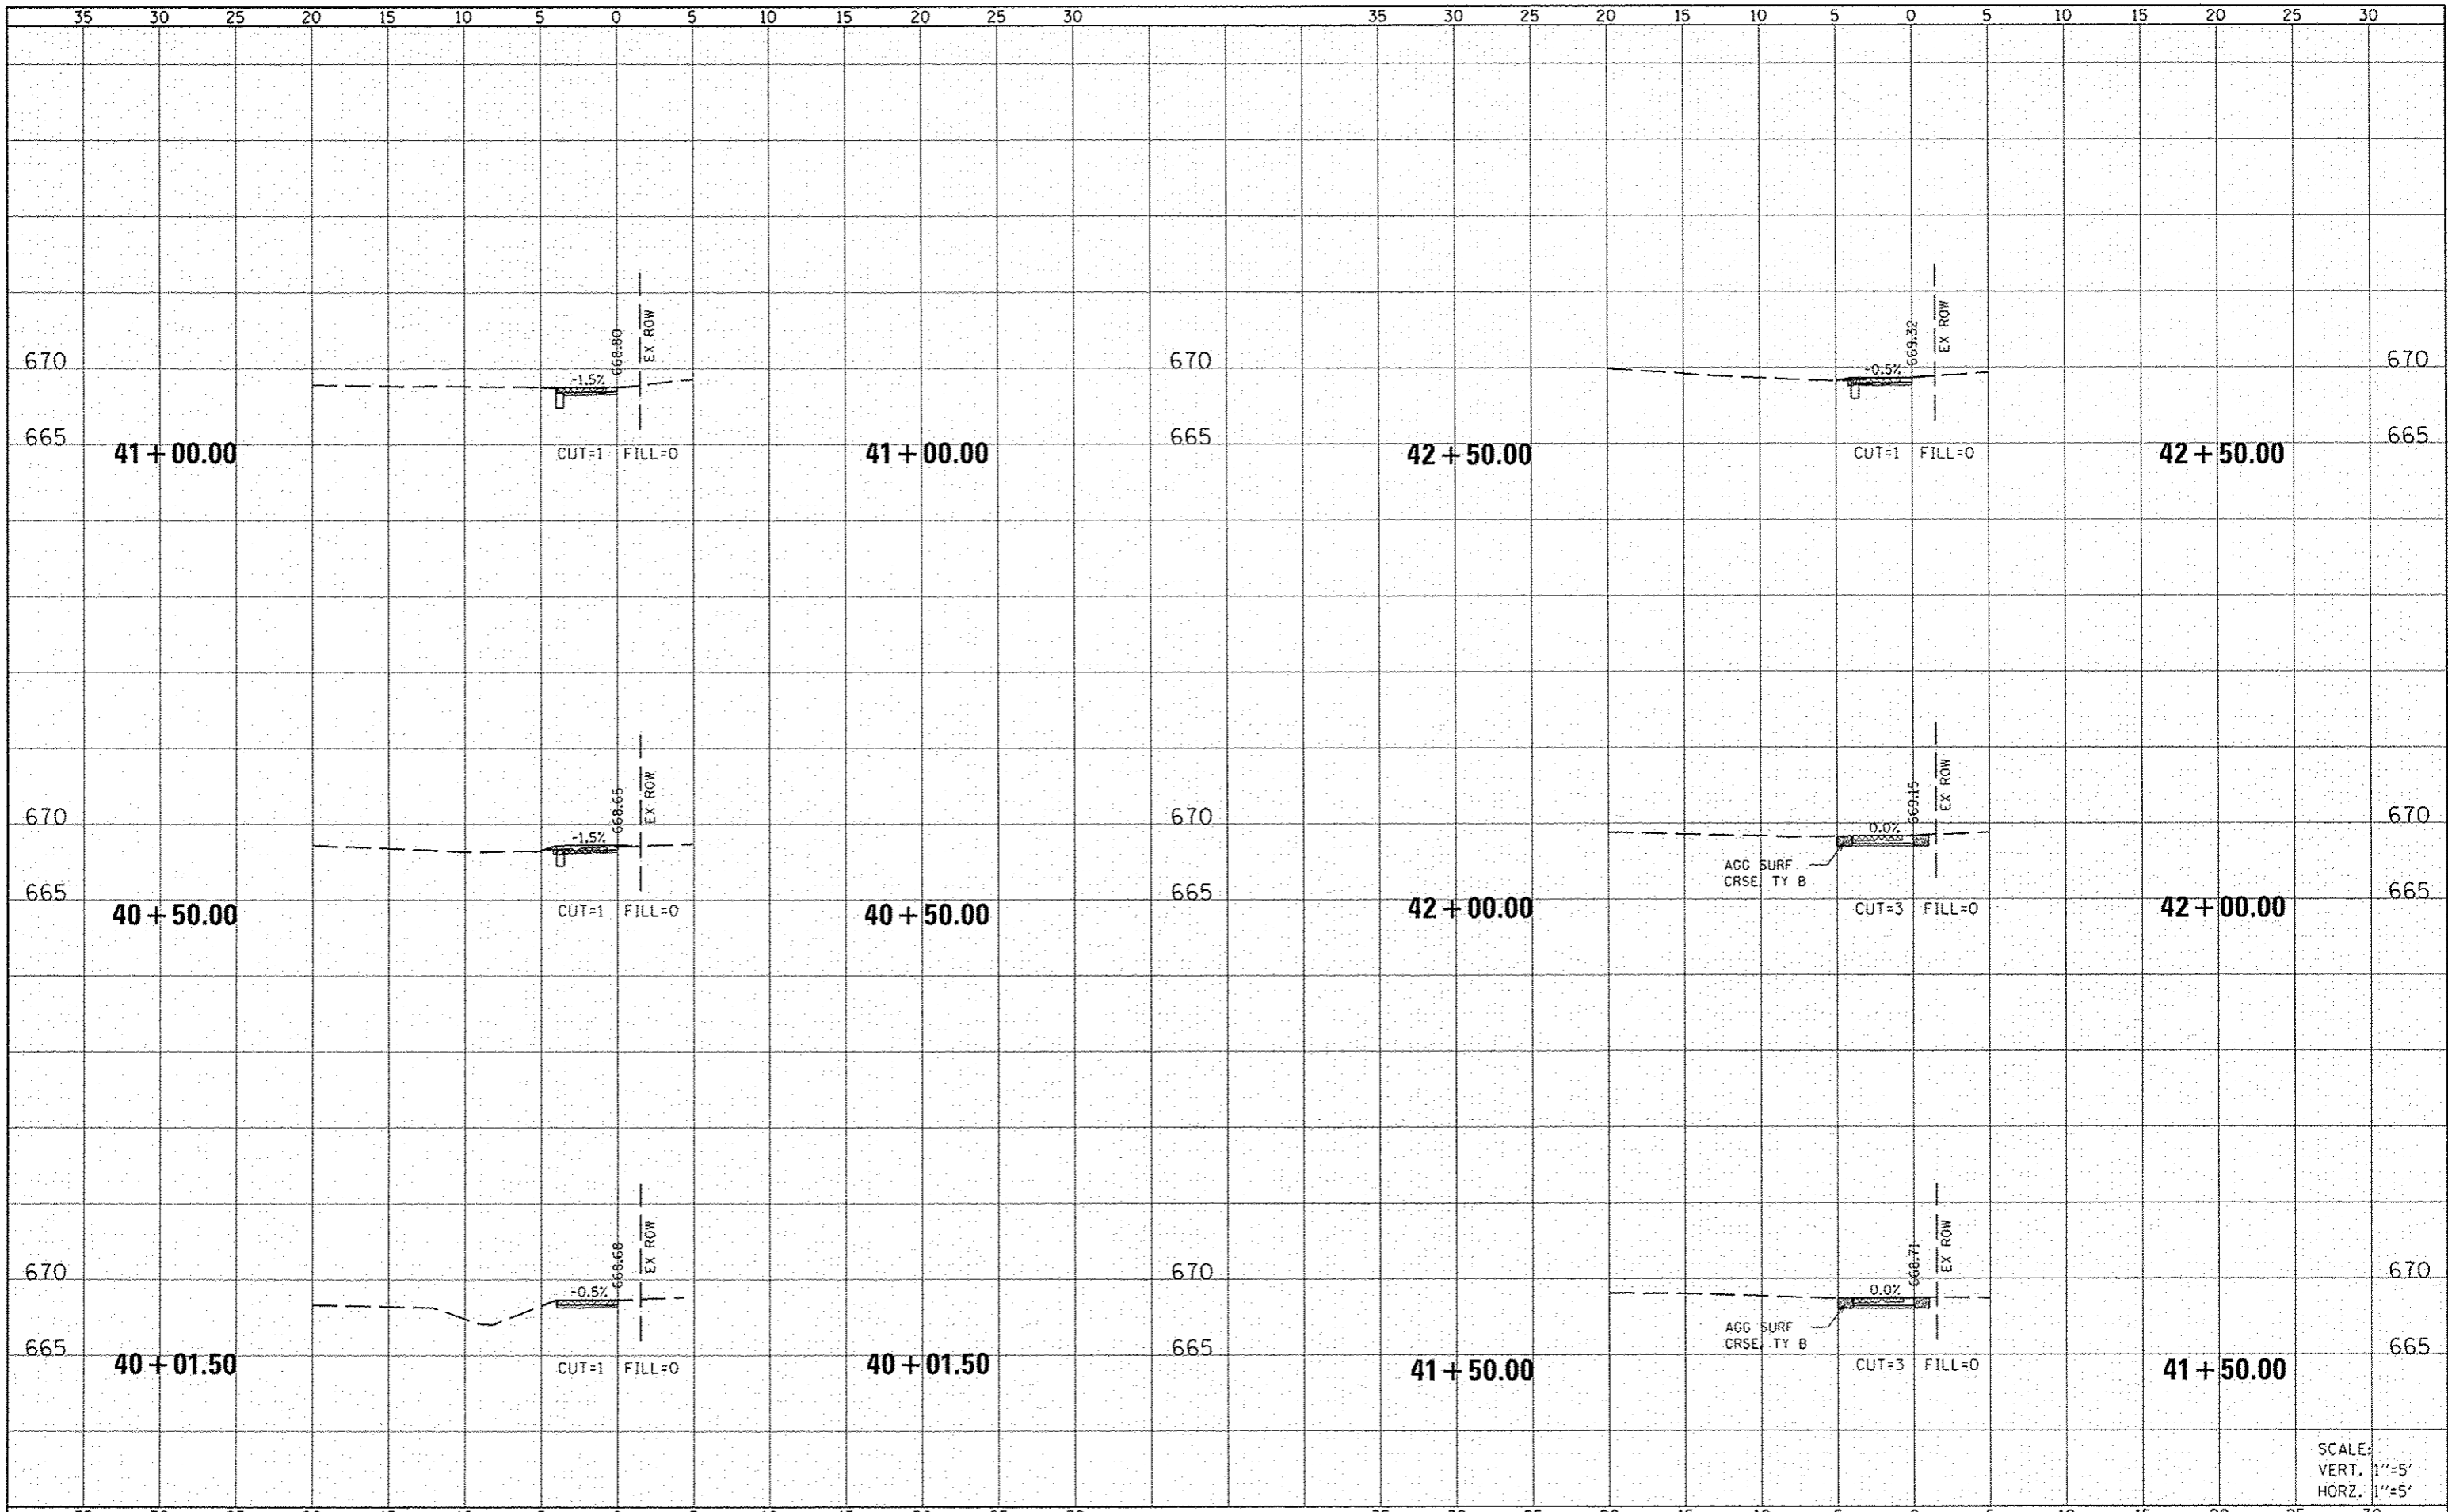 35 30 25 20 15 10 5 0 5 10 15 20 25 30 35 30 25 20 15 10 5 0 5 10 15 20 25 30
668.80
EX ROW
669.32
EX ROW
670 -1.5% 670 -0.5% 670
665 665 665
41+00.00 CUT=1 FILL=0 41+00.00 42+50.00 CUT=1 FILL=0 42+50.00
668.65
EX ROW
669.15
EX ROW
670 -1.5% 670 0.0% 670
AGG SURF
CRSE, TY B
665 665 665
40+50.00 CUT=1 FILL=0 40+50.00 42+00.00 CUT=3 FILL=0 42+00.00
668.68
EX ROW
668.71
EX ROW
670 -0.5% 670 0.0% 670
AGG SURF
CRSE, TY B
665 665 665
40+01.50 CUT=1 FILL=0 40+01.50 41+50.00 CUT=3 FILL=0 41+50.00
SCALE:
VERT. 1"=5'
HORZ. 1"=5'